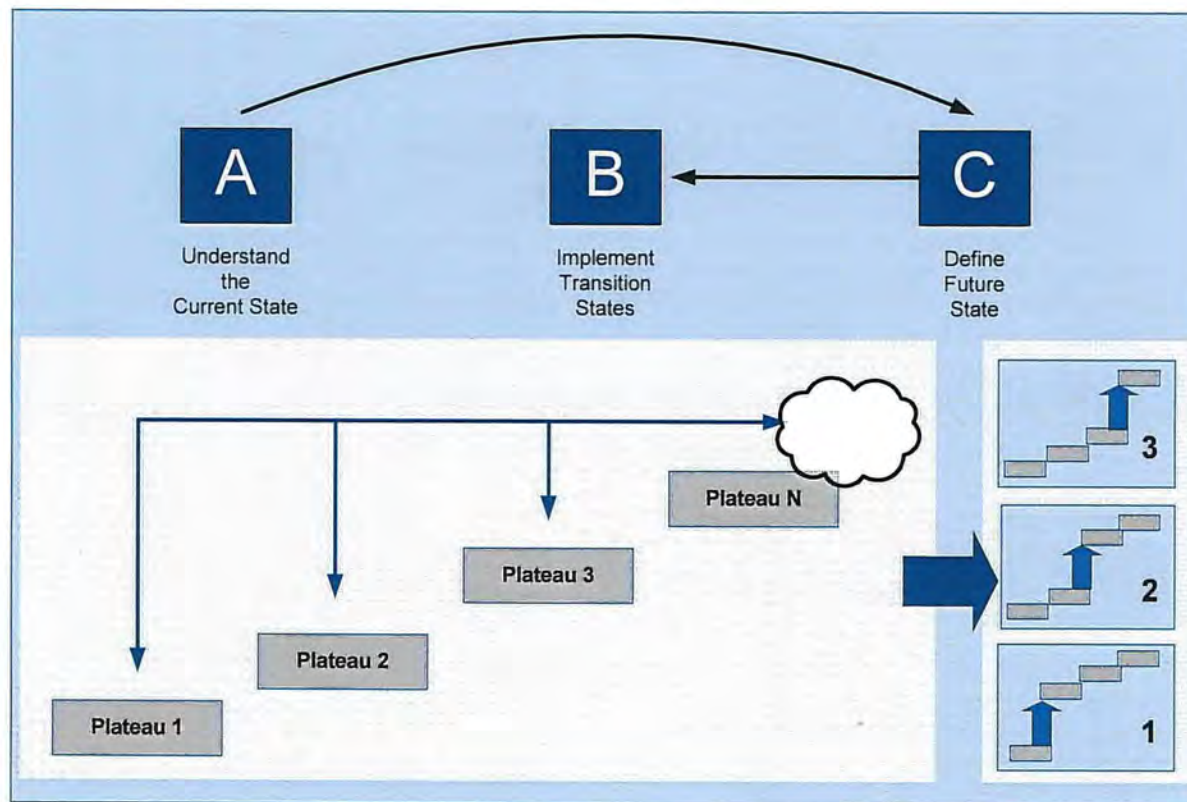 A
B
C
Understand
the
Current State
Implement
Transition
States
Define
Future
State
Plateau N
Plateau 3
Plateau 2
Plateau 1
3
2
1